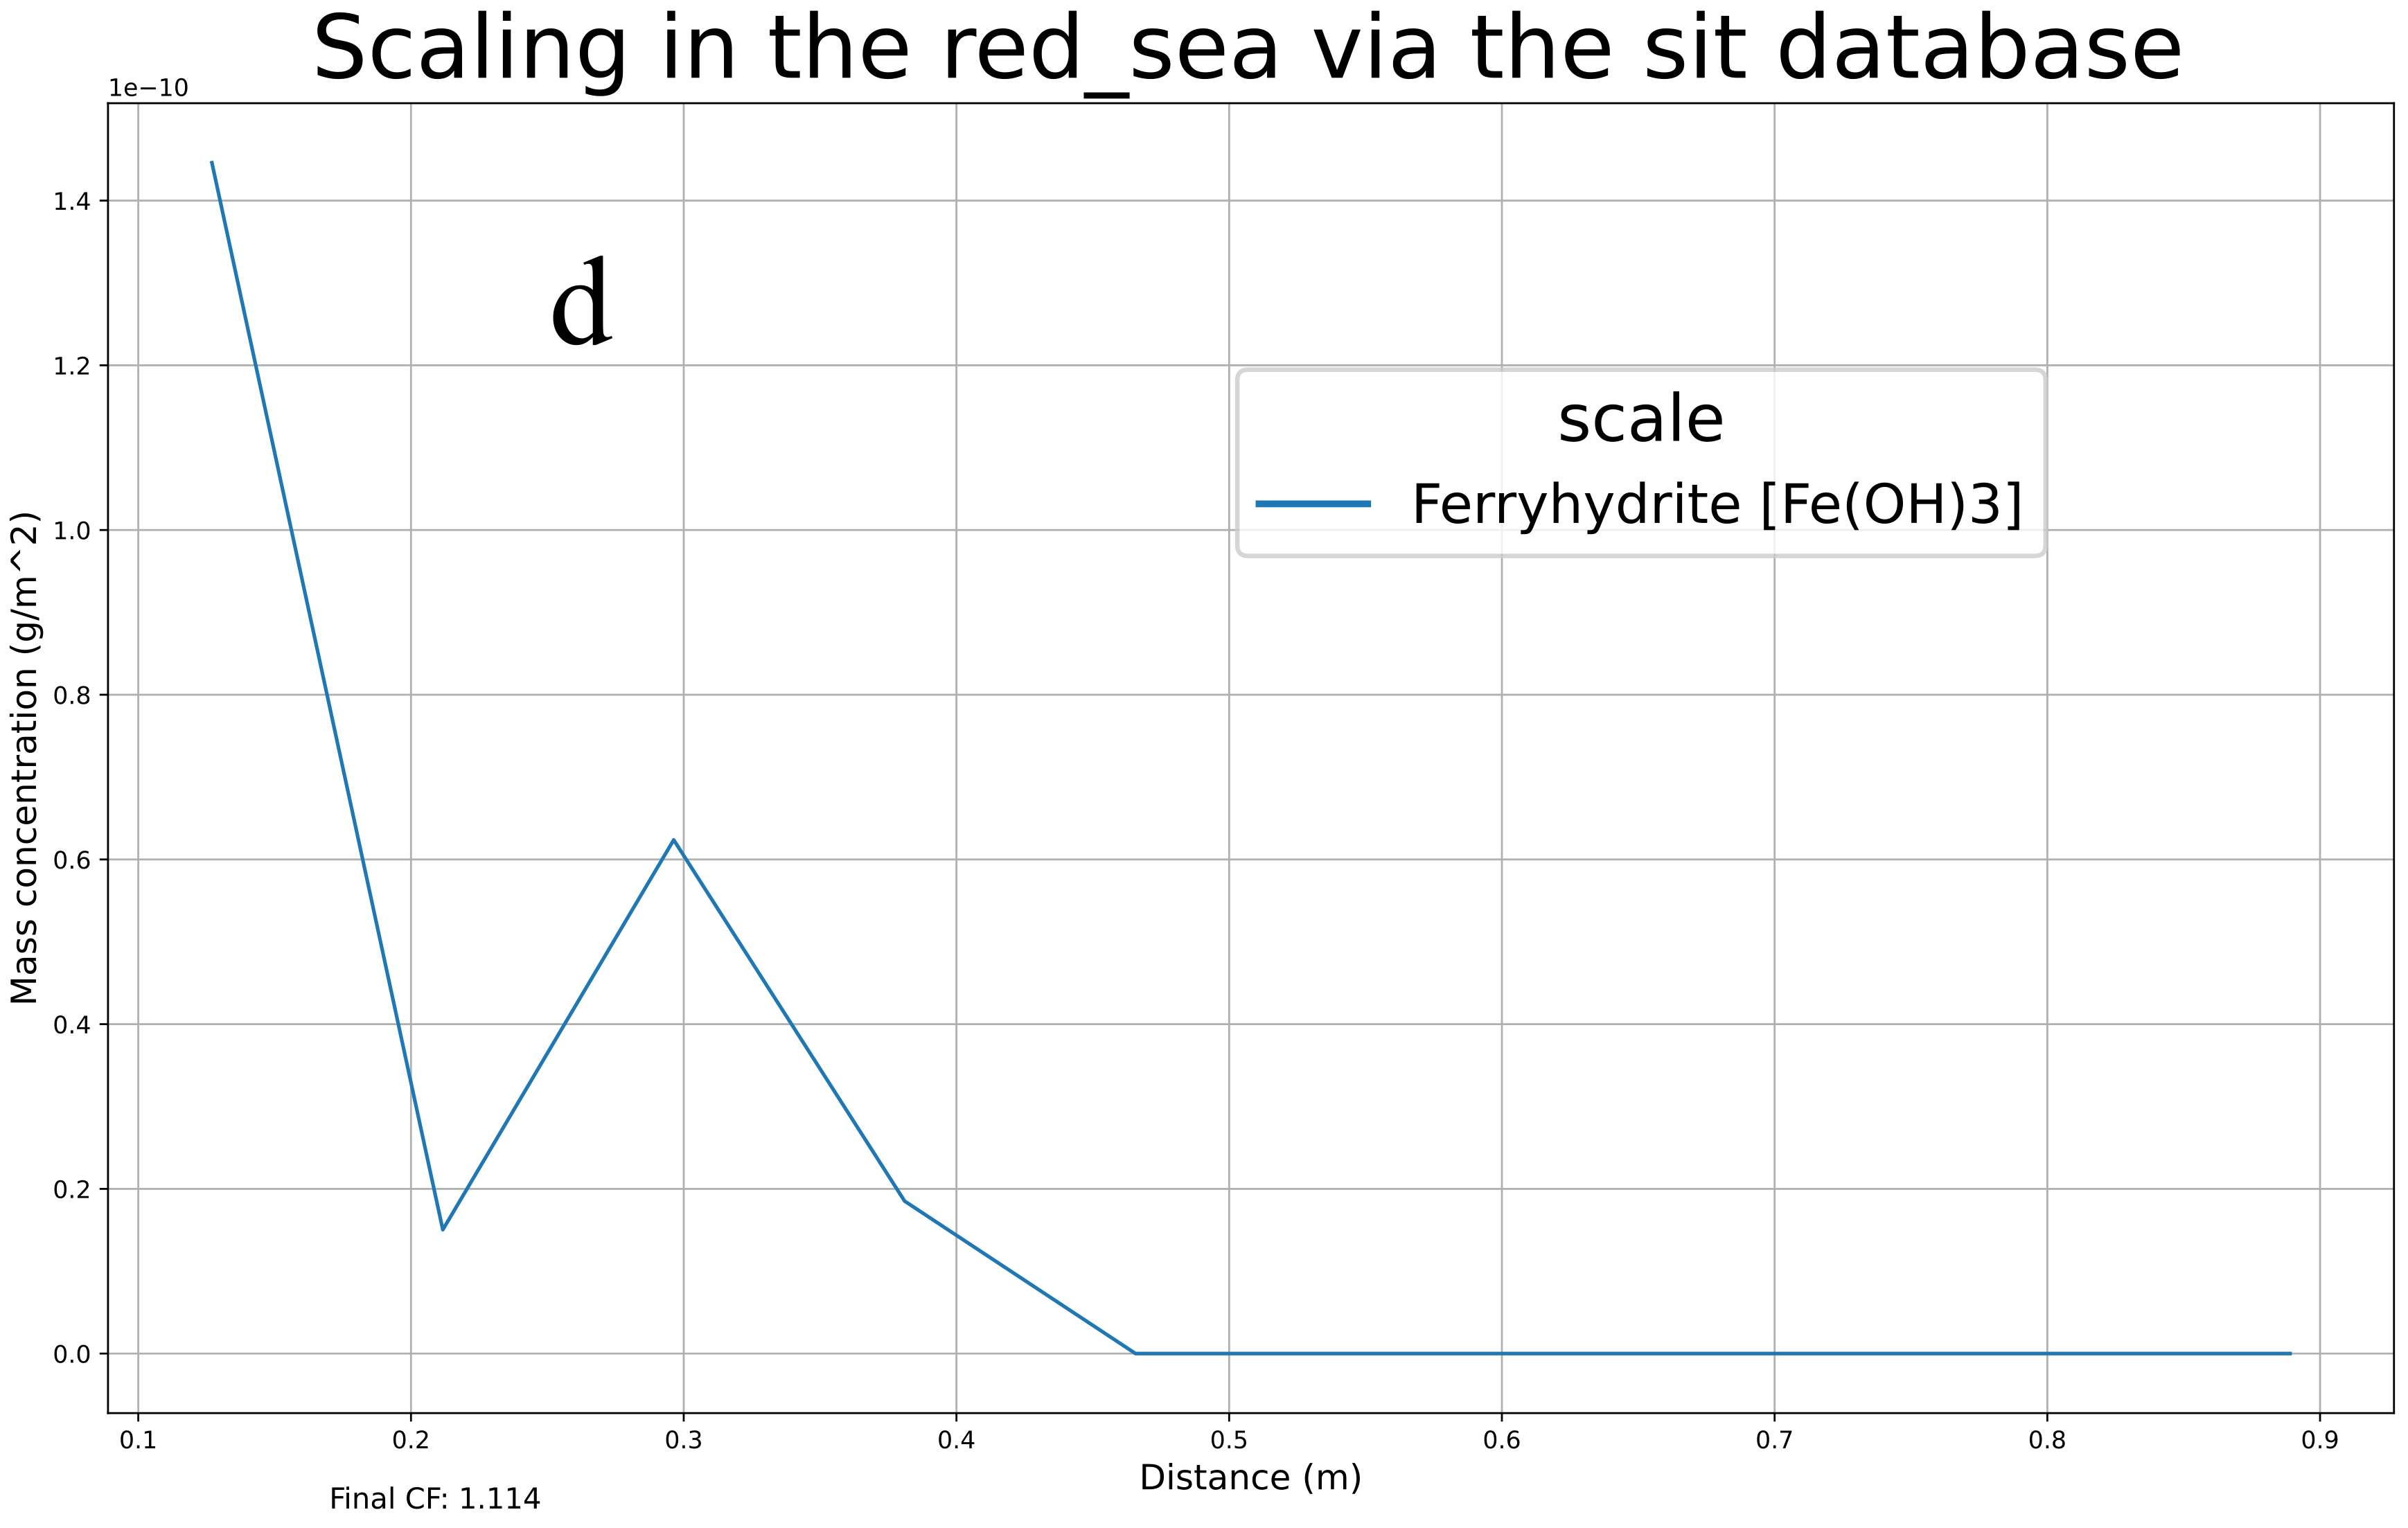 Scaling in the red_sea via the sit database
1e−10
1.4
1.2
1.0
0.8
0.6
0.4
0.2
0.0
Mass concentration (g/m^2)
d
scale
Ferryhydrite [Fe(OH)3]
0.1 0.2 0.3 0.4 0.5 0.6 0.7 0.8 0.9
Distance (m)
Final CF: 1.114